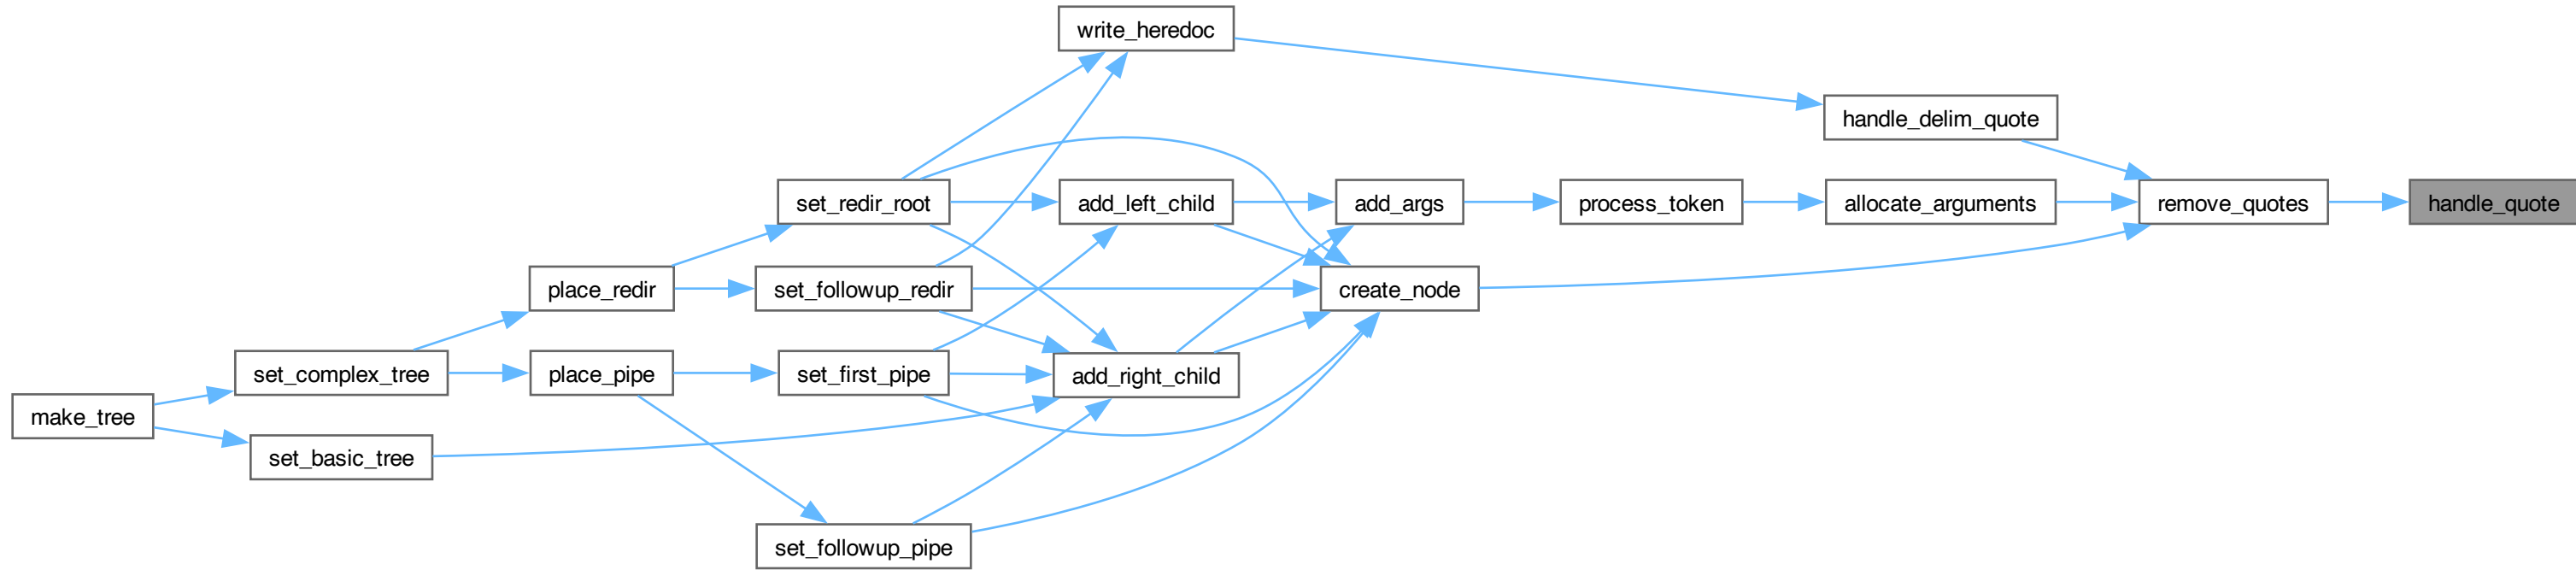 write_heredoc
handle_delim_quote
set_redir_root
add_left_child
add_args
process_token
allocate_arguments
remove_quotes
handle_quote
place_redir
set_followup_redir
create_node
set_complex_tree
place_pipe
set_first_pipe
add_right_child
make_tree
set_basic_tree
set_followup_pipe